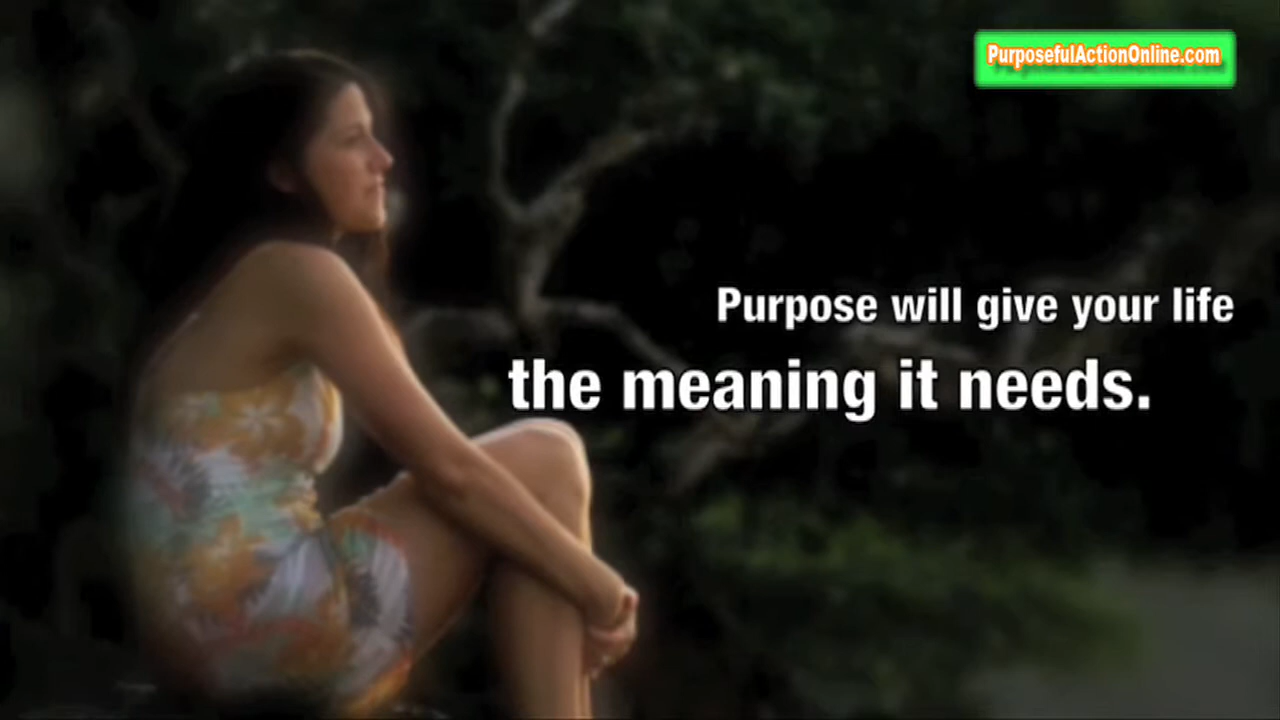 PurposefulActionOnline.com
Purpose will give your life
the meaning it needs.